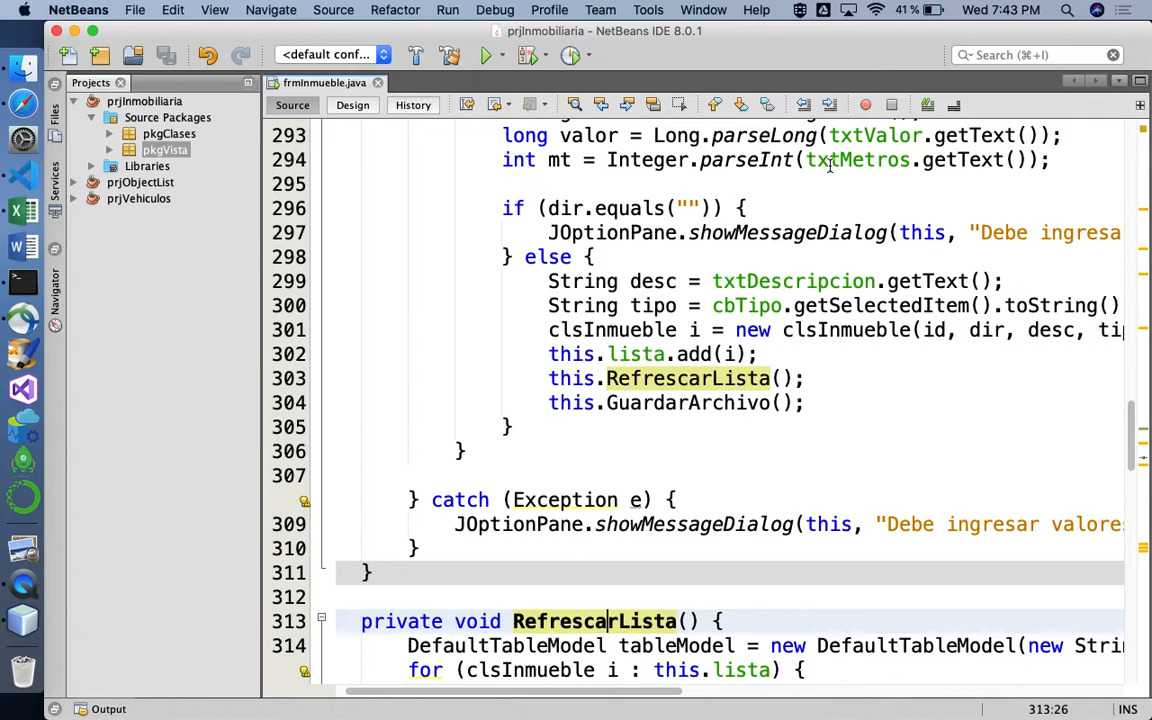 NetBeans File Edit View Navigate Source Refactor Run Debug Profile Team Tools Window Help 41 % Wed 7:43 PM
prjInmobiliaria - NetBeans IDE 8.0.1
<default conf... Search (⌘+I)
Projects frmInmueble.java
Source Design History
Files
Services
Navigator
prjInmobiliaria
Source Packages
pkgClases
pkgVista
Libraries
prjObjectList
prjVehiculos
293 long valor = Long.parseLong(txtValor.getText());
294 int mt = Integer.parseInt(txtMetros.getText());
295
296 if (dir.equals("")) {
297 JOptionPane.showMessageDialog(this, "Debe ingresa
298 } else {
299 String desc = txtDescripcion.getText();
300 String tipo = cbTipo.getSelectedItem().toString()
301 clsInmueble i = new clsInmueble(id, dir, desc, tip
302 this.lista.add(i);
303 this.RefrescarLista();
304 this.GuardarArchivo();
305 }
306 }
307
} catch (Exception e) {
309 JOptionPane.showMessageDialog(this, "Debe ingresar valores
310 }
311 }
312
313 private void RefrescarLista() {
314 DefaultTableModel tableModel = new DefaultTableModel(new Strin
for (clsInmueble i : this.lista) {
Output 313:26 INS